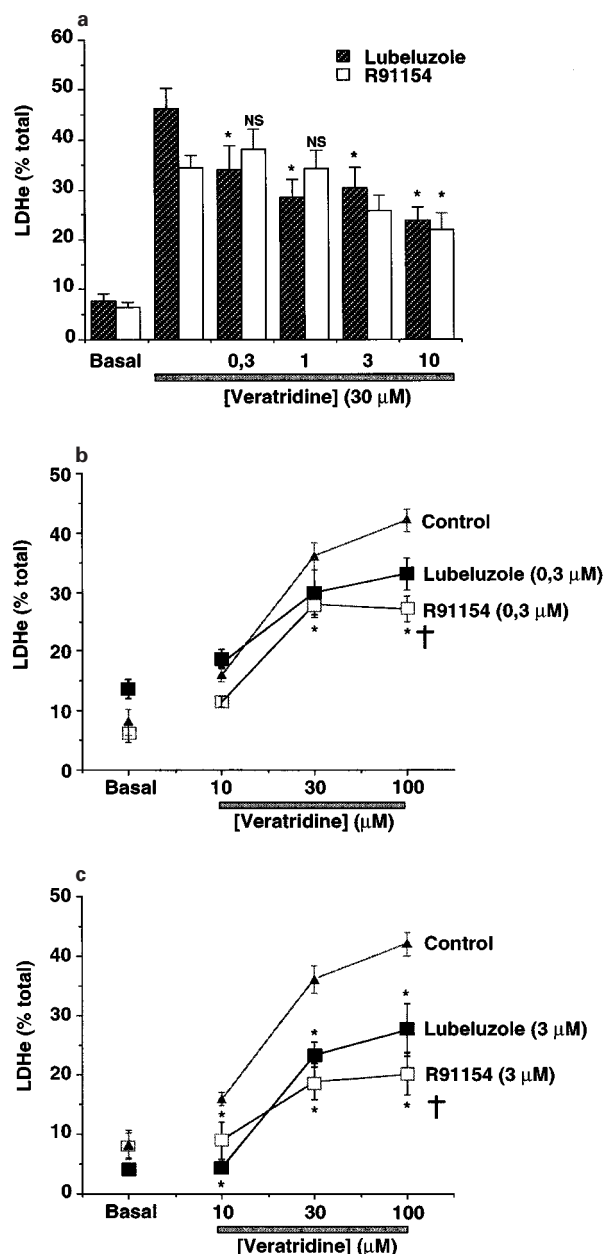 a
60
50
40
30
20
10
0
LDHe (% total)
Lubeluzole
R91154
*
NS
*
NS
*
*
*
Basal
0,3
1
3
10
[Veratridine] (30 µM)
b
50
40
30
20
10
0
LDHe (% total)
Control
Lubeluzole (0,3 µM)
R91154 (0,3 µM)
*
* †
Basal
10
30
100
[Veratridine] (µM)
c
50
40
30
20
10
0
LDHe (% total)
Control
*
Lubeluzole (3 µM)
*
R91154 (3 µM)
*
*
*
* †
Basal
10
30
100
[Veratridine] (µM)